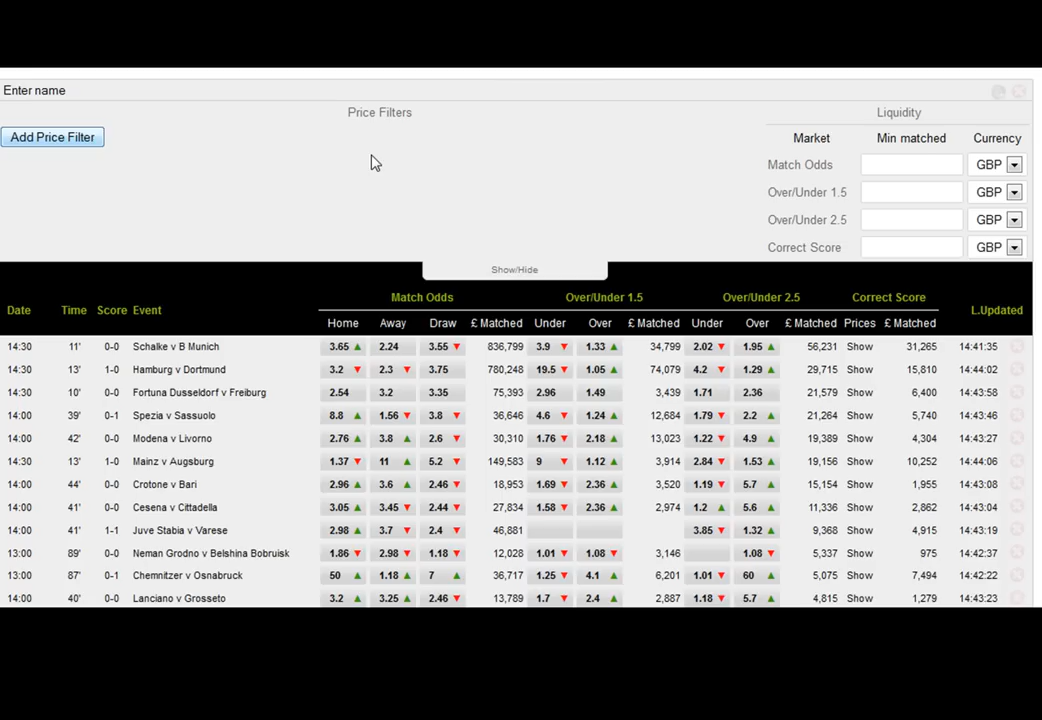 Enter name
Price Filters Liquidity
Add Price Filter Market Min matched Currency
Match Odds GBP
Over/Under 1.5 GBP
Over/Under 2.5 GBP
Correct Score GBP
Show/Hide
Match Odds Over/Under 1.5 Over/Under 2.5 Correct Score
Date Time Score Event L.Updated
Home Away Draw £ Matched Under Over £ Matched Under Over £ Matched Prices £ Matched
14:30 11' 0-0 Schalke v B Munich 3.65 2.24 3.55 836,799 3.9 1.33 34,799 2.02 1.95 56,231 Show 31,265 14:41:35
14:30 13' 1-0 Hamburg v Dortmund 3.2 2.3 3.75 780,248 19.5 1.05 74,079 4.2 1.29 29,715 Show 15,810 14:44:02
14:30 10' 0-0 Fortuna Dusseldorf v Freiburg 2.54 3.2 3.35 75,393 2.96 1.49 3,439 1.71 2.36 21,579 Show 6,400 14:43:58
14:00 39' 0-1 Spezia v Sassuolo 8.8 1.56 3.8 36,646 4.6 1.24 12,684 1.79 2.2 21,264 Show 5,740 14:43:46
14:00 42' 0-0 Modena v Livorno 2.76 3.8 2.6 30,310 1.76 2.18 13,023 1.22 4.9 19,389 Show 4,304 14:43:27
14:30 13' 1-0 Mainz v Augsburg 1.37 11 5.2 149,583 9 1.12 3,914 2.84 1.53 19,156 Show 10,252 14:44:06
14:00 44' 0-0 Crotone v Bari 2.96 3.6 2.46 18,953 1.69 2.36 3,520 1.19 5.7 15,154 Show 1,955 14:43:08
14:00 41' 0-0 Cesena v Cittadella 3.05 3.45 2.44 27,834 1.58 2.36 2,974 1.2 5.6 11,336 Show 2,862 14:43:04
14:00 41' 1-1 Juve Stabia v Varese 2.98 3.7 2.4 46,881 3.85 1.32 9,368 Show 4,915 14:43:19
13:00 89' 0-0 Neman Grodno v Belshina Bobruisk 1.86 2.98 1.18 12,028 1.01 1.08 3,146 1.08 5,337 Show 975 14:42:37
13:00 87' 0-1 Chemnitzer v Osnabruck 50 1.18 7 36,717 1.25 4.1 6,201 1.01 60 5,075 Show 7,494 14:42:22
14:00 40' 0-0 Lanciano v Grosseto 3.2 3.25 2.46 13,789 1.7 2.4 2,887 1.18 5.7 4,815 Show 1,279 14:43:23